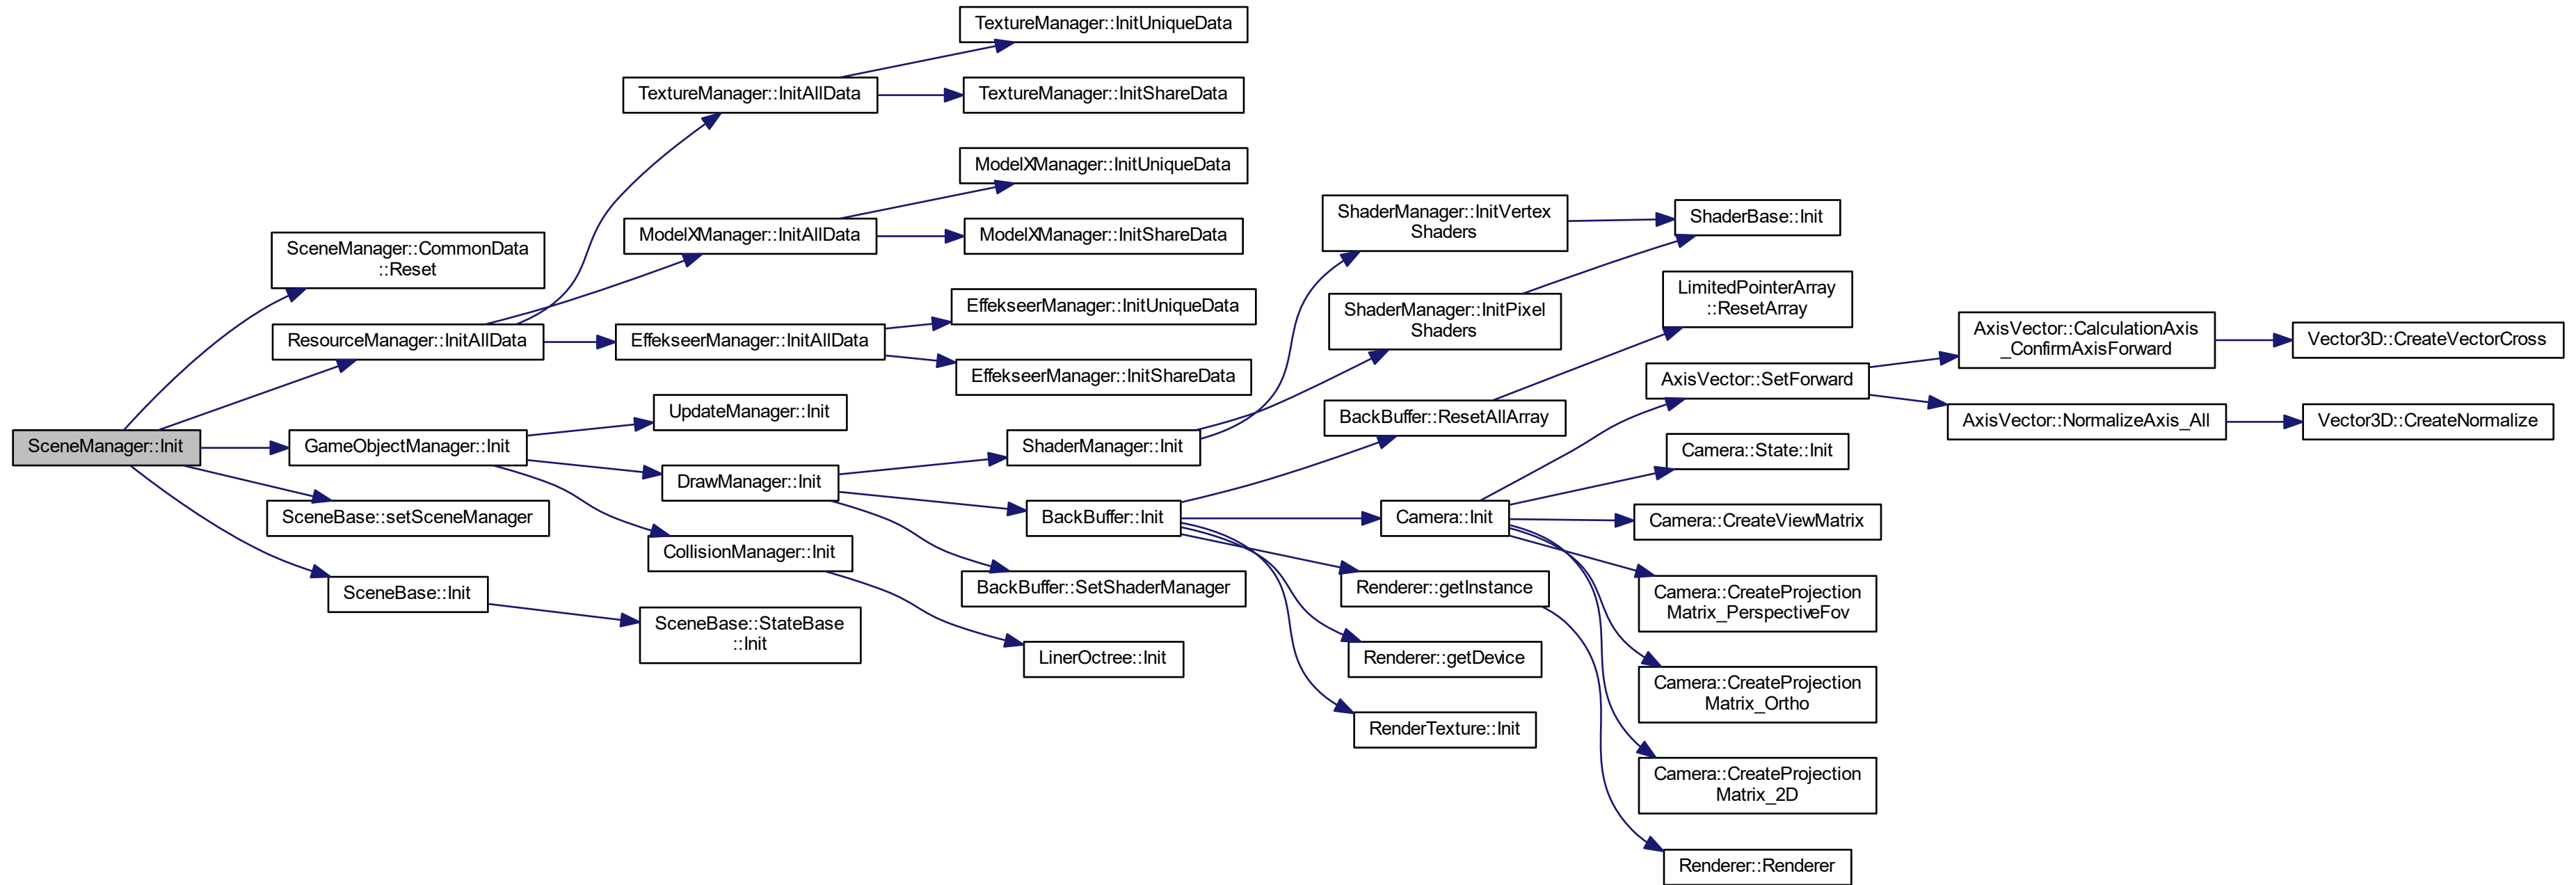 TextureManager::InitUniqueData
TextureManager::InitAllData
TextureManager::InitShareData
ModelXManager::InitUniqueData
ModelXManager::InitAllData
ModelXManager::InitShareData
SceneManager::CommonData
::Reset
ResourceManager::InitAllData
EffekseerManager::InitUniqueData
EffekseerManager::InitAllData
EffekseerManager::InitShareData
SceneManager::Init
GameObjectManager::Init
UpdateManager::Init
DrawManager::Init
SceneBase::setSceneManager
CollisionManager::Init
SceneBase::Init
SceneBase::StateBase
::Init
ShaderManager::Init
BackBuffer::Init
BackBuffer::SetShaderManager
LinerOctree::Init
ShaderManager::InitVertex
Shaders
ShaderManager::InitPixel
Shaders
BackBuffer::ResetAllArray
Camera::Init
Renderer::getInstance
Renderer::getDevice
RenderTexture::Init
ShaderBase::Init
LimitedPointerArray
::ResetArray
AxisVector::SetForward
Camera::State::Init
Camera::CreateViewMatrix
Camera::CreateProjection
Matrix_PerspectiveFov
Camera::CreateProjection
Matrix_Ortho
Camera::CreateProjection
Matrix_2D
Renderer::Renderer
AxisVector::CalculationAxis
_ConfirmAxisForward
AxisVector::NormalizeAxis_All
Vector3D::CreateVectorCross
Vector3D::CreateNormalize